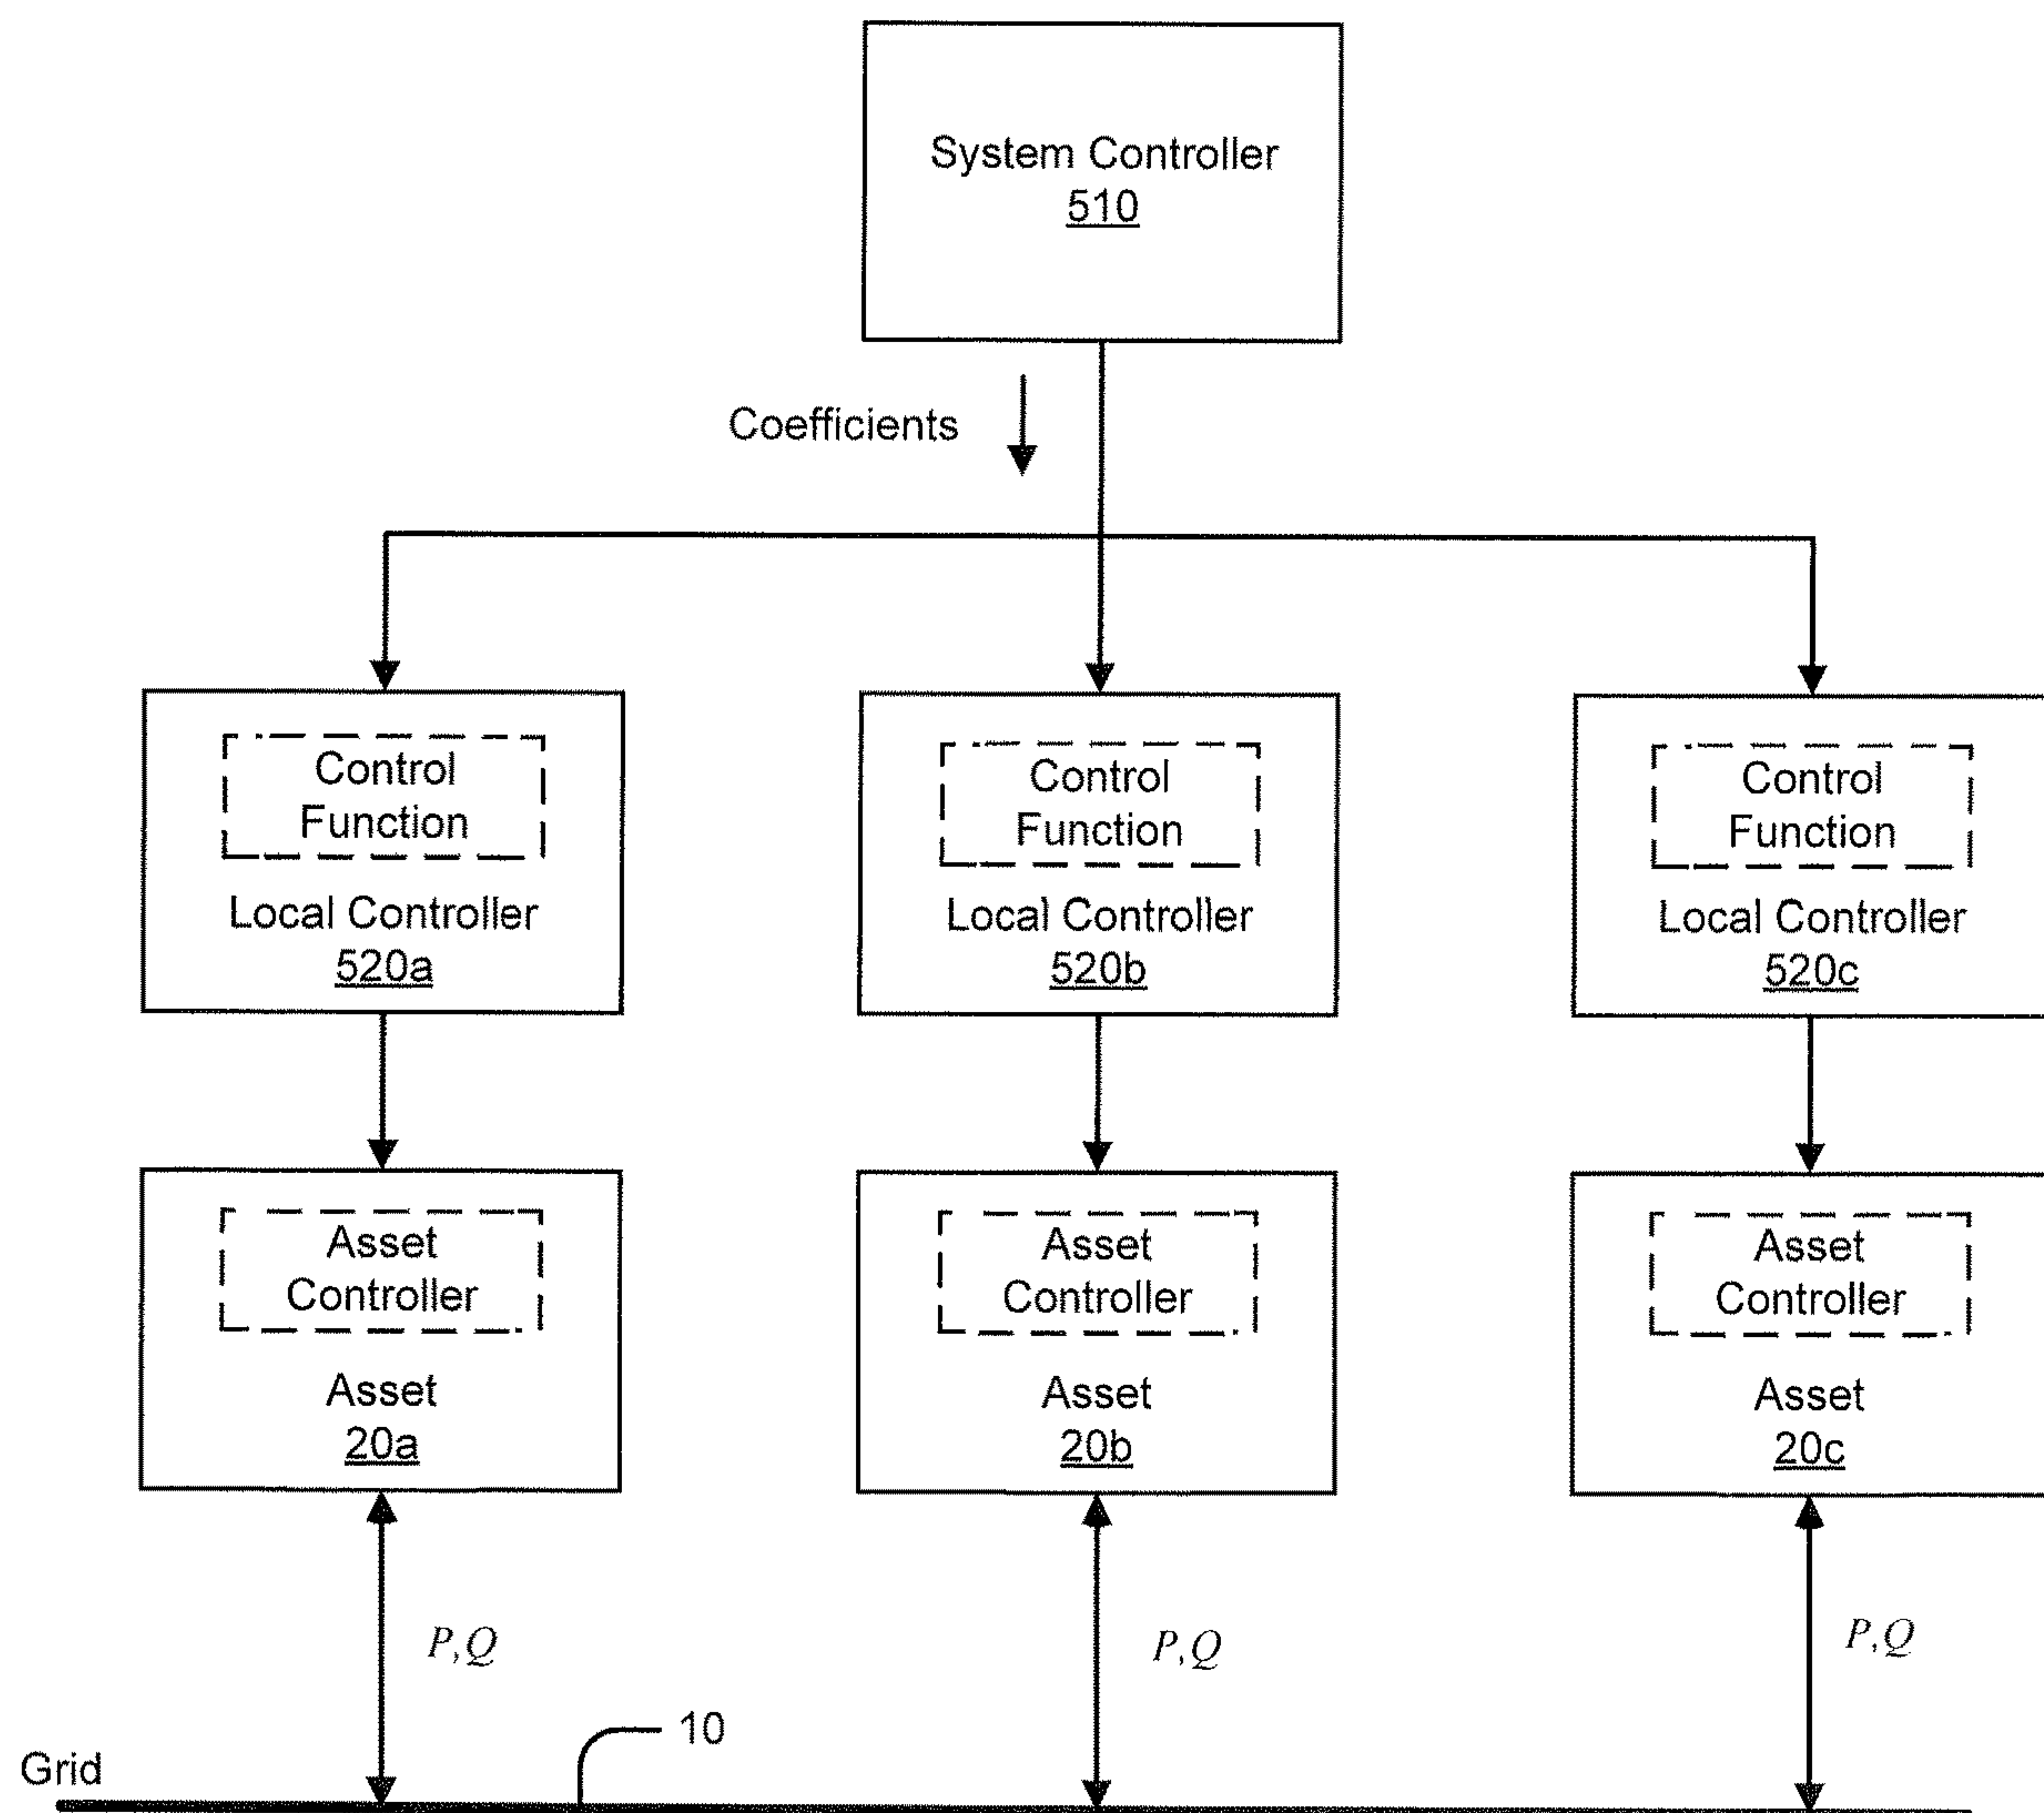 System Controller
510
Coefficients
Control
Function
Local Controller
520a
Control
Function
Local Controller
520b
Control
Function
Local Controller
520c
Asset
Controller
Asset
20a
Asset
Controller
Asset
20b
Asset
Controller
Asset
20c
P,Q
P,Q
P,Q
10
Grid